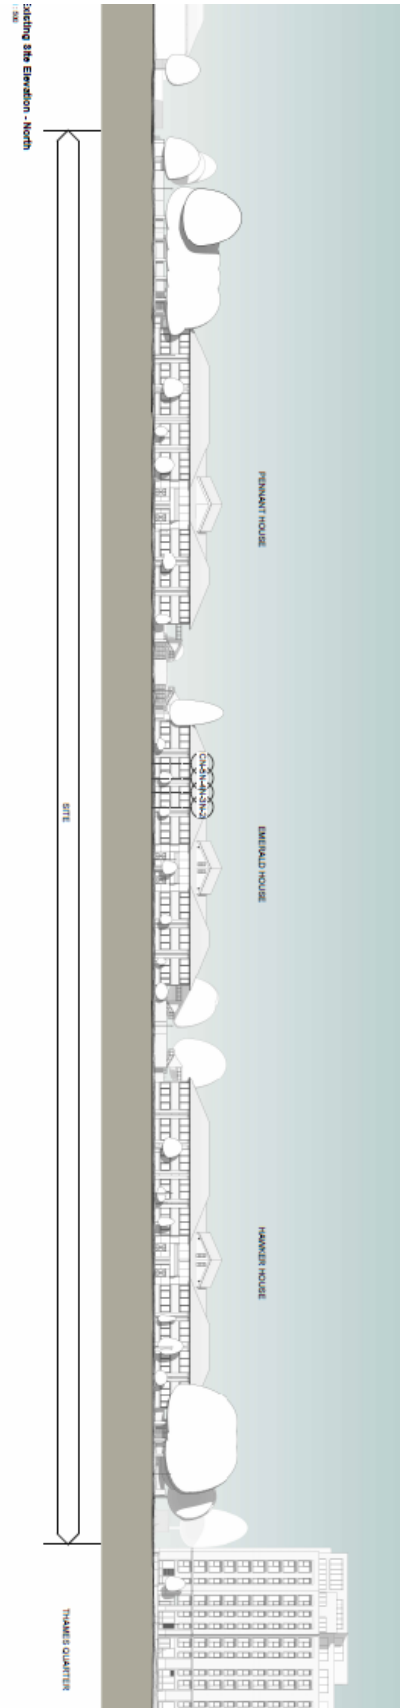 PENNANT HOUSE
EMERALD HOUSE
HAWKER HOUSE
SITE
THAMES QUARTER
Existing Site Elevation - North